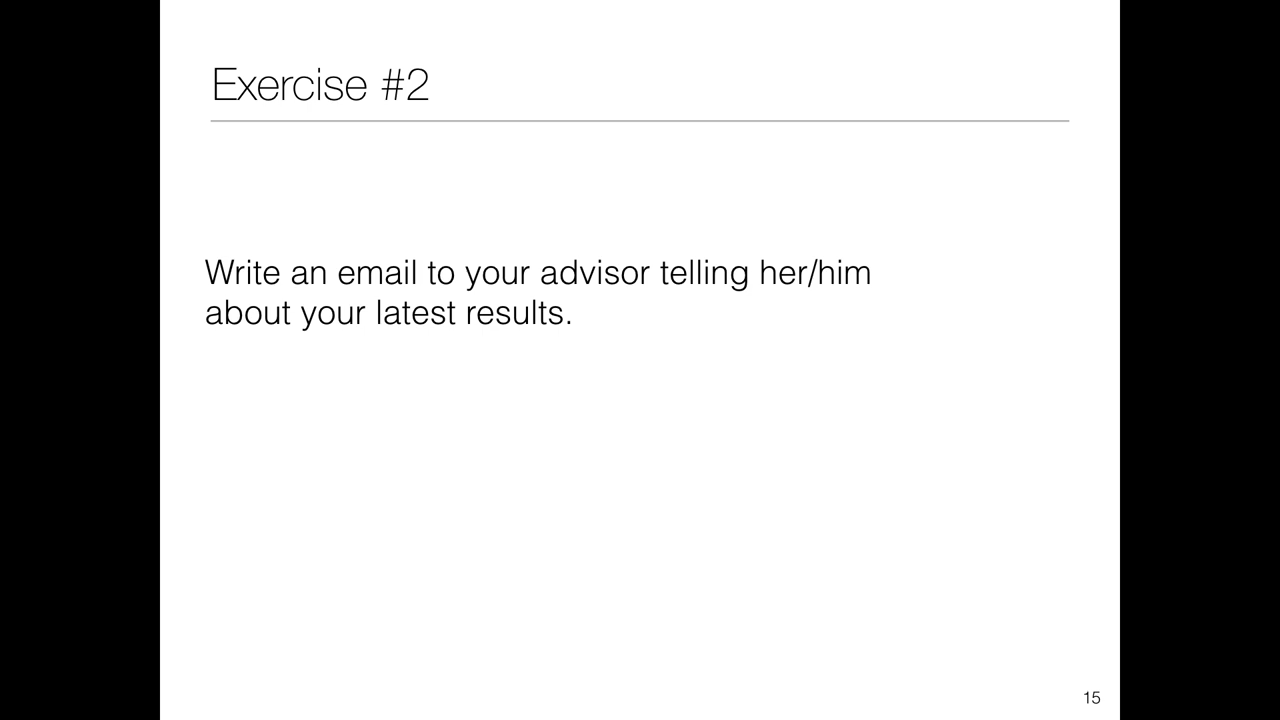 Exercise #2
Write an email to your advisor telling her/him
about your latest results.
15